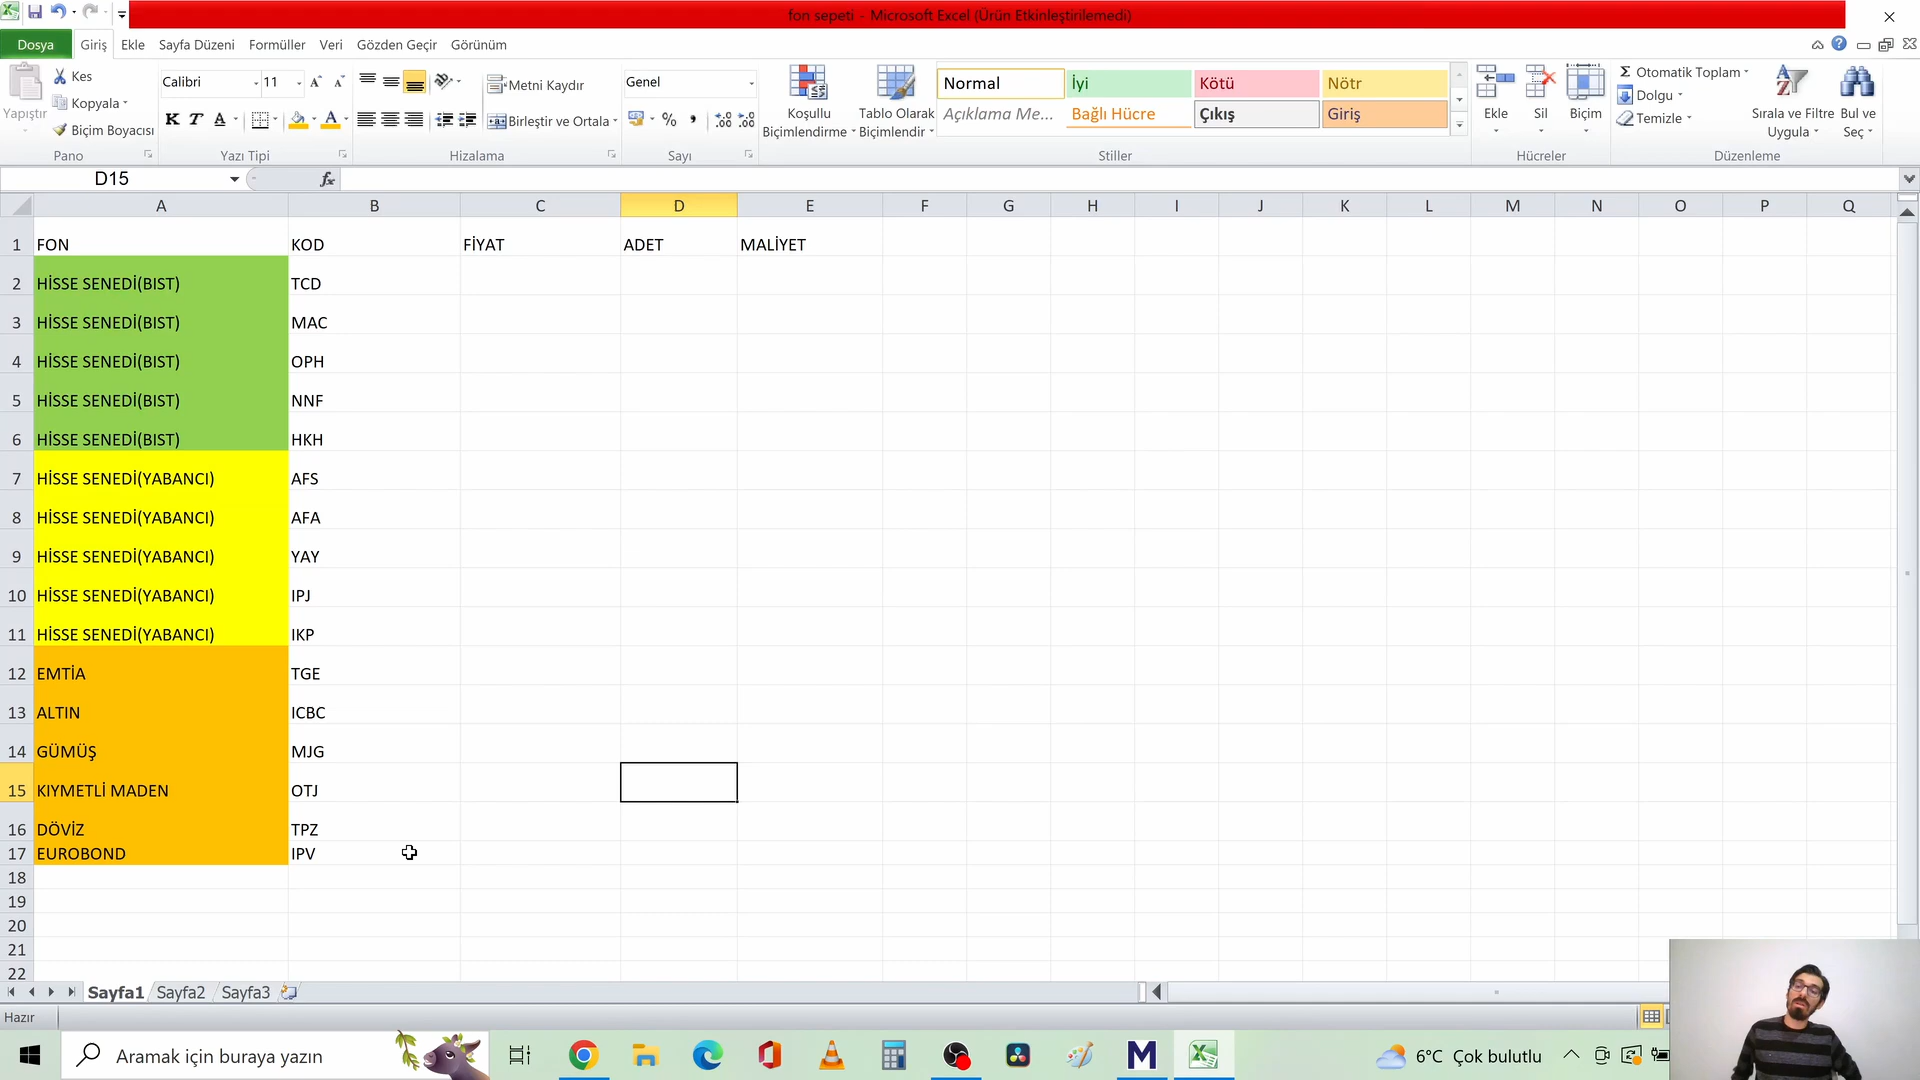 fon sepeti - Microsoft Excel (Ürün Etkinleştirilemedi)
Dosya Giriş Ekle Sayfa Düzeni Formüller Veri Gözden Geçir Görünüm
Yapıştır
Kes
Kopyala
Biçim Boyacısı
Pano
Calibri 11
K T A
Yazı Tipi
Metni Kaydır
Birleştir ve Ortala
Hizalama
Genel
Sayı
Koşullu Biçimlendirme
Tablo Olarak Biçimlendir
Normal İyi Kötü Nötr
Açıklama Me... Bağlı Hücre Çıkış Giriş
Stiller
Ekle Sil Biçim
Hücreler
Σ Otomatik Toplam
Dolgu
Temizle
Sırala ve Filtre Uygula
Bul ve Seç
Düzenleme
D15 fx
A B C D E F G H I J K L M N O P Q
1 FON KOD FİYAT ADET MALİYET
2 HİSSE SENEDİ(BIST) TCD
3 HİSSE SENEDİ(BIST) MAC
4 HİSSE SENEDİ(BIST) OPH
5 HİSSE SENEDİ(BIST) NNF
6 HİSSE SENEDİ(BIST) HKH
7 HİSSE SENEDİ(YABANCI) AFS
8 HİSSE SENEDİ(YABANCI) AFA
9 HİSSE SENEDİ(YABANCI) YAY
10 HİSSE SENEDİ(YABANCI) IPJ
11 HİSSE SENEDİ(YABANCI) IKP
12 EMTİA TGE
13 ALTIN ICBC
14 GÜMÜŞ MJG
15 KIYMETLİ MADEN OTJ
16 DÖVİZ TPZ
17 EUROBOND IPV
18
19
20
21
22
Sayfa1 Sayfa2 Sayfa3
Hazır
Aramak için buraya yazın
6°C Çok bulutlu